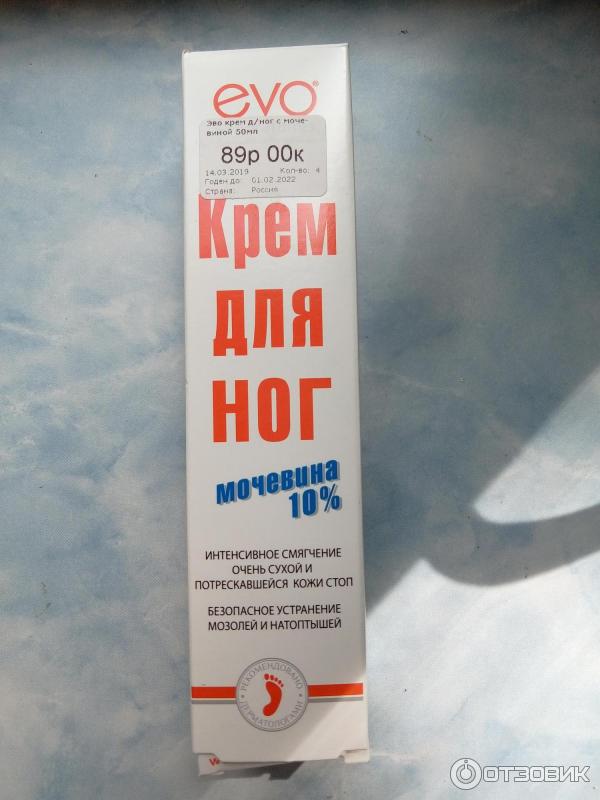 evo®
Эво крем д/ног с моче-
виной 50мл
89р 00к
14.03.2019 Кол-во: 4
Годен до: 01.02.2022
Страна: Россия
Крем
для
ног
мочевина
10%
ИНТЕНСИВНОЕ СМЯГЧЕНИЕ
ОЧЕНЬ СУХОЙ И
ПОТРЕСКАВШЕЙСЯ КОЖИ СТОП
БЕЗОПАСНОЕ УСТРАНЕНИЕ
МОЗОЛЕЙ И НАТОПТЫШЕЙ
РЕКОМЕНДОВАНО
ДЕРМАТОЛОГАМИ
ОТЗОВИК